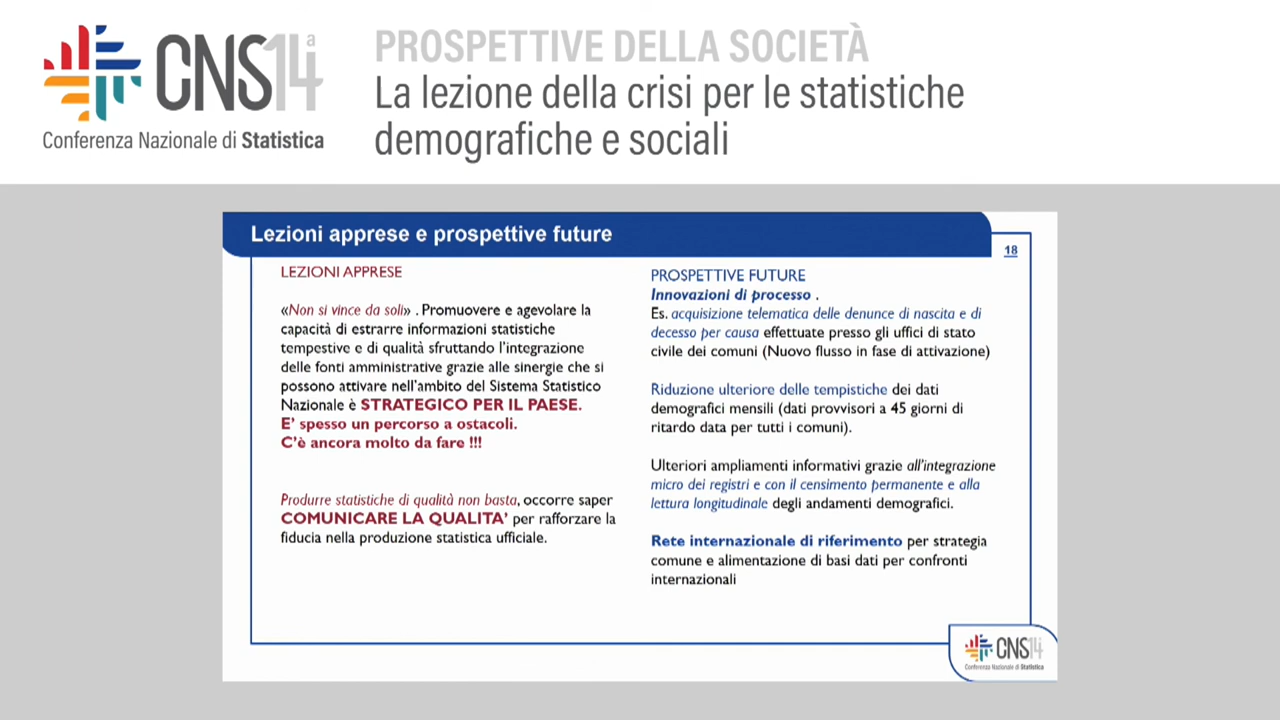 CNS14a
Conferenza Nazionale di Statistica
PROSPETTIVE DELLA SOCIETÀ
La lezione della crisi per le statistiche
demografiche e sociali
Lezioni apprese e prospettive future
18
LEZIONI APPRESE
«Non si vince da soli» . Promuovere e agevolare la
capacità di estrarre informazioni statistiche
tempestive e di qualità sfruttando l'integrazione
delle fonti amministrative grazie alle sinergie che si
possono attivare nell'ambito del Sistema Statistico
Nazionale è STRATEGICO PER IL PAESE.
E' spesso un percorso a ostacoli.
C'è ancora molto da fare !!!
Produrre statistiche di qualità non basta, occorre saper
COMUNICARE LA QUALITA' per rafforzare la
fiducia nella produzione statistica ufficiale.
PROSPETTIVE FUTURE
Innovazioni di processo .
Es. acquisizione telematica delle denunce di nascita e di
decesso per causa effettuate presso gli uffici di stato
civile dei comuni (Nuovo flusso in fase di attivazione)
Riduzione ulteriore delle tempistiche dei dati
demografici mensili (dati provvisori a 45 giorni di
ritardo data per tutti i comuni).
Ulteriori ampliamenti informativi grazie all'integrazione
micro dei registri e con il censimento permanente e alla
lettura longitudinale degli andamenti demografici.
Rete internazionale di riferimento per strategia
comune e alimentazione di basi dati per confronti
internazionali
CNS14
Conferenza Nazionale di Statistica